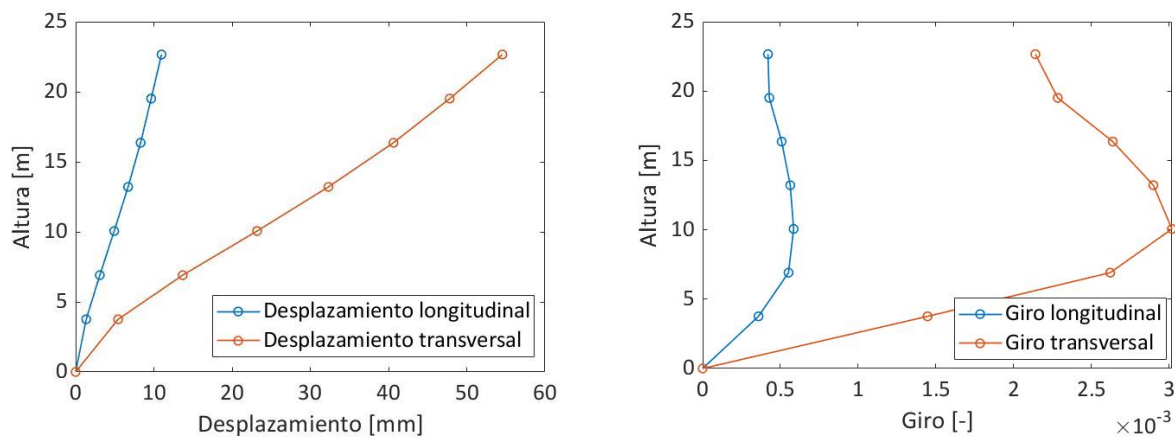 25
20
15
10
5
0
Altura [m]
Desplazamiento longitudinal
Desplazamiento transversal
0 10 20 30 40 50 60
Desplazamiento [mm]
25
20
15
10
5
0
Altura [m]
Giro longitudinal
Giro transversal
0 0.5 1 1.5 2 2.5 3
Giro [-]
×10⁻³